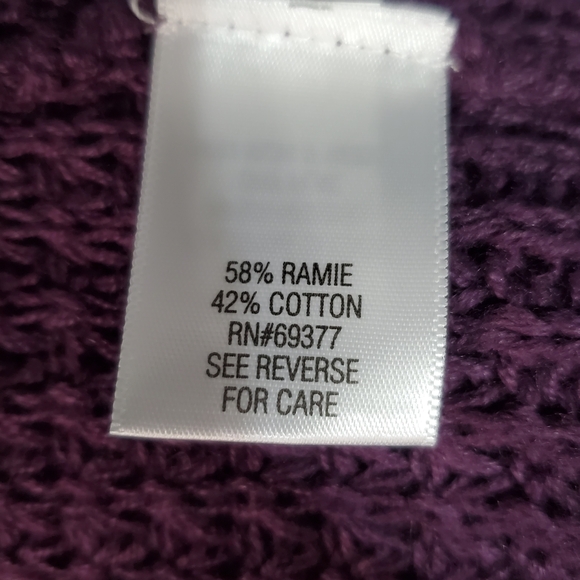 58% RAMIE
42% COTTON
RN#69377
SEE REVERSE
FOR CARE